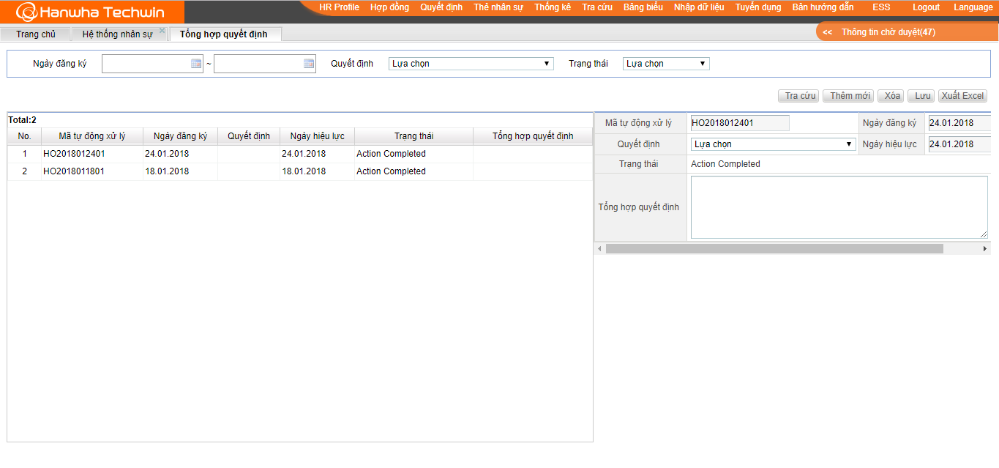 Hanwha Techwin
HR Profile Hợp đồng Quyết định Thẻ nhân sự Thống kê Tra cứu Bảng biểu Nhập dữ liệu Tuyển dụng Bản hướng dẫn ESS Logout Language
Trang chủ Hệ thống nhân sự Tổng hợp quyết định << Thông tin chờ duyệt(47)
Ngày đăng ký ~ Quyết định Lựa chọn Trạng thái Lựa chọn
Tra cứu Thêm mới Xóa Lưu Xuất Excel
Total:2
No. Mã tự động xử lý Ngày đăng ký Quyết định Ngày hiệu lực Trạng thái Tổng hợp quyết định
1 HO2018012401 24.01.2018 24.01.2018 Action Completed
2 HO2018011801 18.01.2018 18.01.2018 Action Completed
Mã tự động xử lý HO2018012401 Ngày đăng ký 24.01.2018
Quyết định Lựa chọn Ngày hiệu lực 24.01.2018
Trạng thái Action Completed
Tổng hợp quyết định